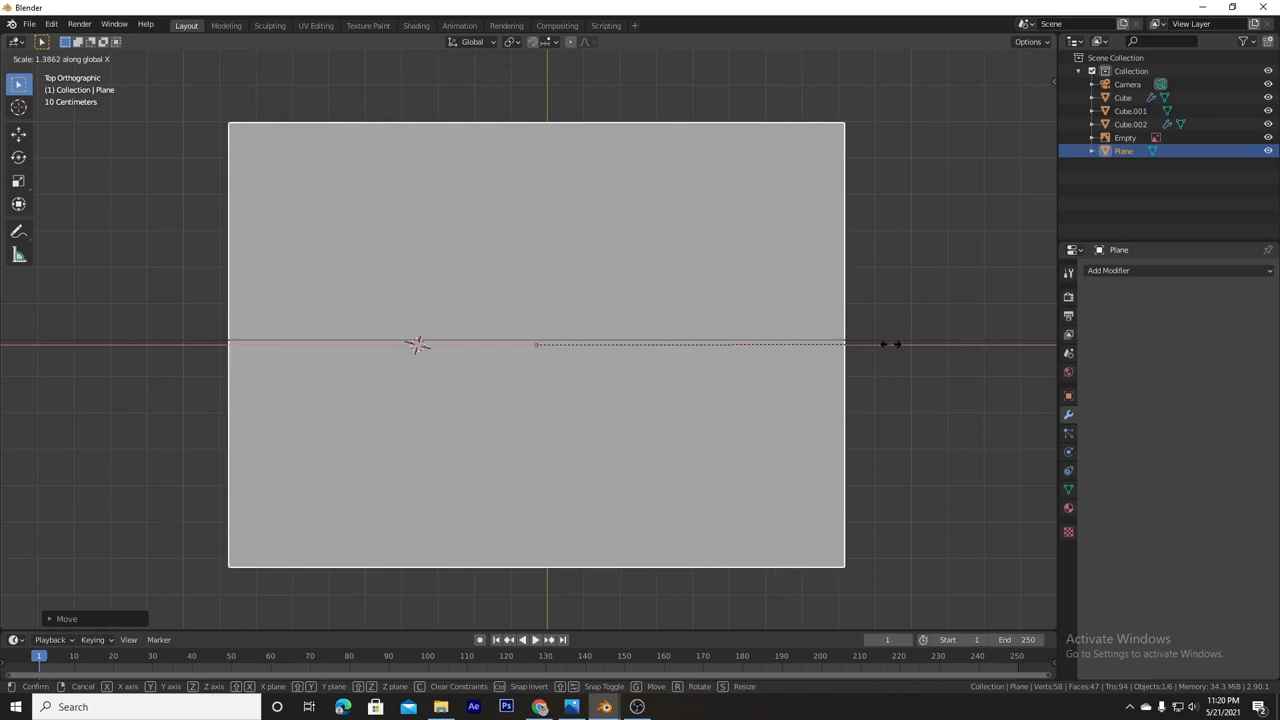 Blender
File Edit Render Window Help
Layout Modeling Sculpting UV Editing Texture Paint Shading Animation Rendering Compositing Scripting +
Scene
View Layer
Global
Options
Scale: 1.3862 along global X
Top Orthographic
(1) Collection | Plane
10 Centimeters
Scene Collection
Collection
Camera
Cube
Cube.001
Cube.002
Empty
Plane
Plane
Add Modifier
Move
Playback Keying View Marker
1 Start 1 End 250
1 10 20 30 40 50 60 70 80 90 100 110 120 130 140 150 160 170 180 190 200 210 220 230 240 250
Activate Windows
Go to Settings to activate Windows.
Confirm Cancel X X axis Y Y axis Z Z axis X X plane Y Y plane Z Z plane C Clear Constraints Ctrl Snap Invert Snap Toggle G Move R Rotate S Resize
Collection | Plane | Verts:58 | Faces:47 | Tris:94 | Objects:1/6 | Memory: 34.3 MiB | 2.90.1
Search
Ae
Ps
11:20 PM
5/21/2021
2